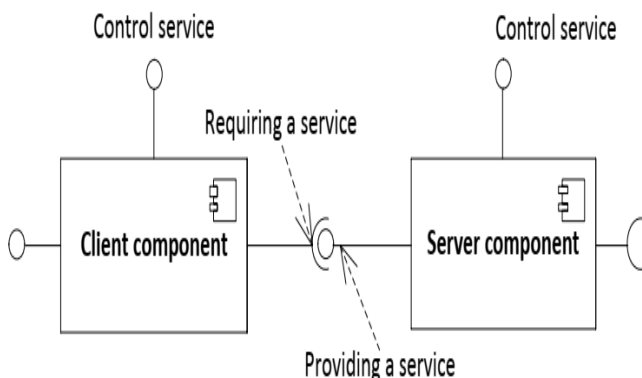 Control service
Control service
Requiring a service
Client component
Server component
Providing a service